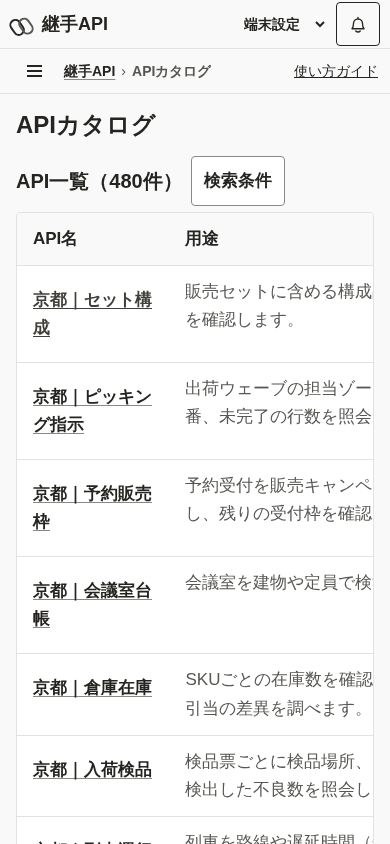 継手API
端末設定
継手API › APIカタログ
使い方ガイド
APIカタログ
API一覧（480件）
検索条件
API名
用途
京都｜セット構
成
販売セットに含める構成
を確認します。
京都｜ピッキン
グ指示
出荷ウェーブの担当ゾー
番、未完了の行数を照会
京都｜予約販売
枠
予約受付を販売キャンペ
し、残りの受付枠を確認
京都｜会議室台
帳
会議室を建物や定員で検
京都｜倉庫在庫
SKUごとの在庫数を確認
引当の差異を調べます。
京都｜入荷検品
検品票ごとに検品場所、
検出した不良数を照会し
列車を路線や遅延時間（